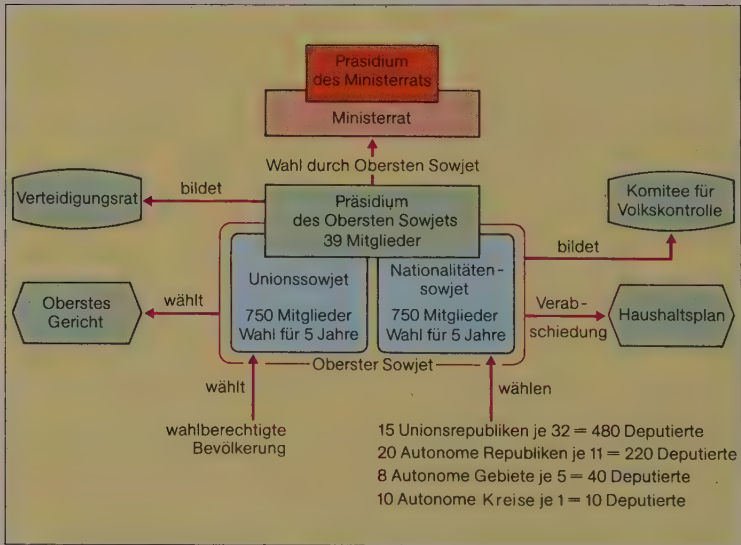 Präsidium
des Ministerrats
Ministerrat
Wahl durch Obersten Sowjet
Verteidigungsrat
bildet
Präsidium
des Obersten Sowjets
39 Mitglieder
Komitee für
Volkskontrolle
bildet
Oberstes
Gericht
wählt
Unionssowjet
750 Mitglieder
Wahl für 5 Jahre
Nationalitäten-
sowjet
750 Mitglieder
Wahl für 5 Jahre
Verab-
schiedung
Haushaltsplan
Oberster Sowjet
wählt
wählen
wahlberechtigte
Bevölkerung
15 Unionsrepubliken je 32 = 480 Deputierte
20 Autonome Republiken je 11 = 220 Deputierte
8 Autonome Gebiete je 5 = 40 Deputierte
10 Autonome Kreise je 1 = 10 Deputierte